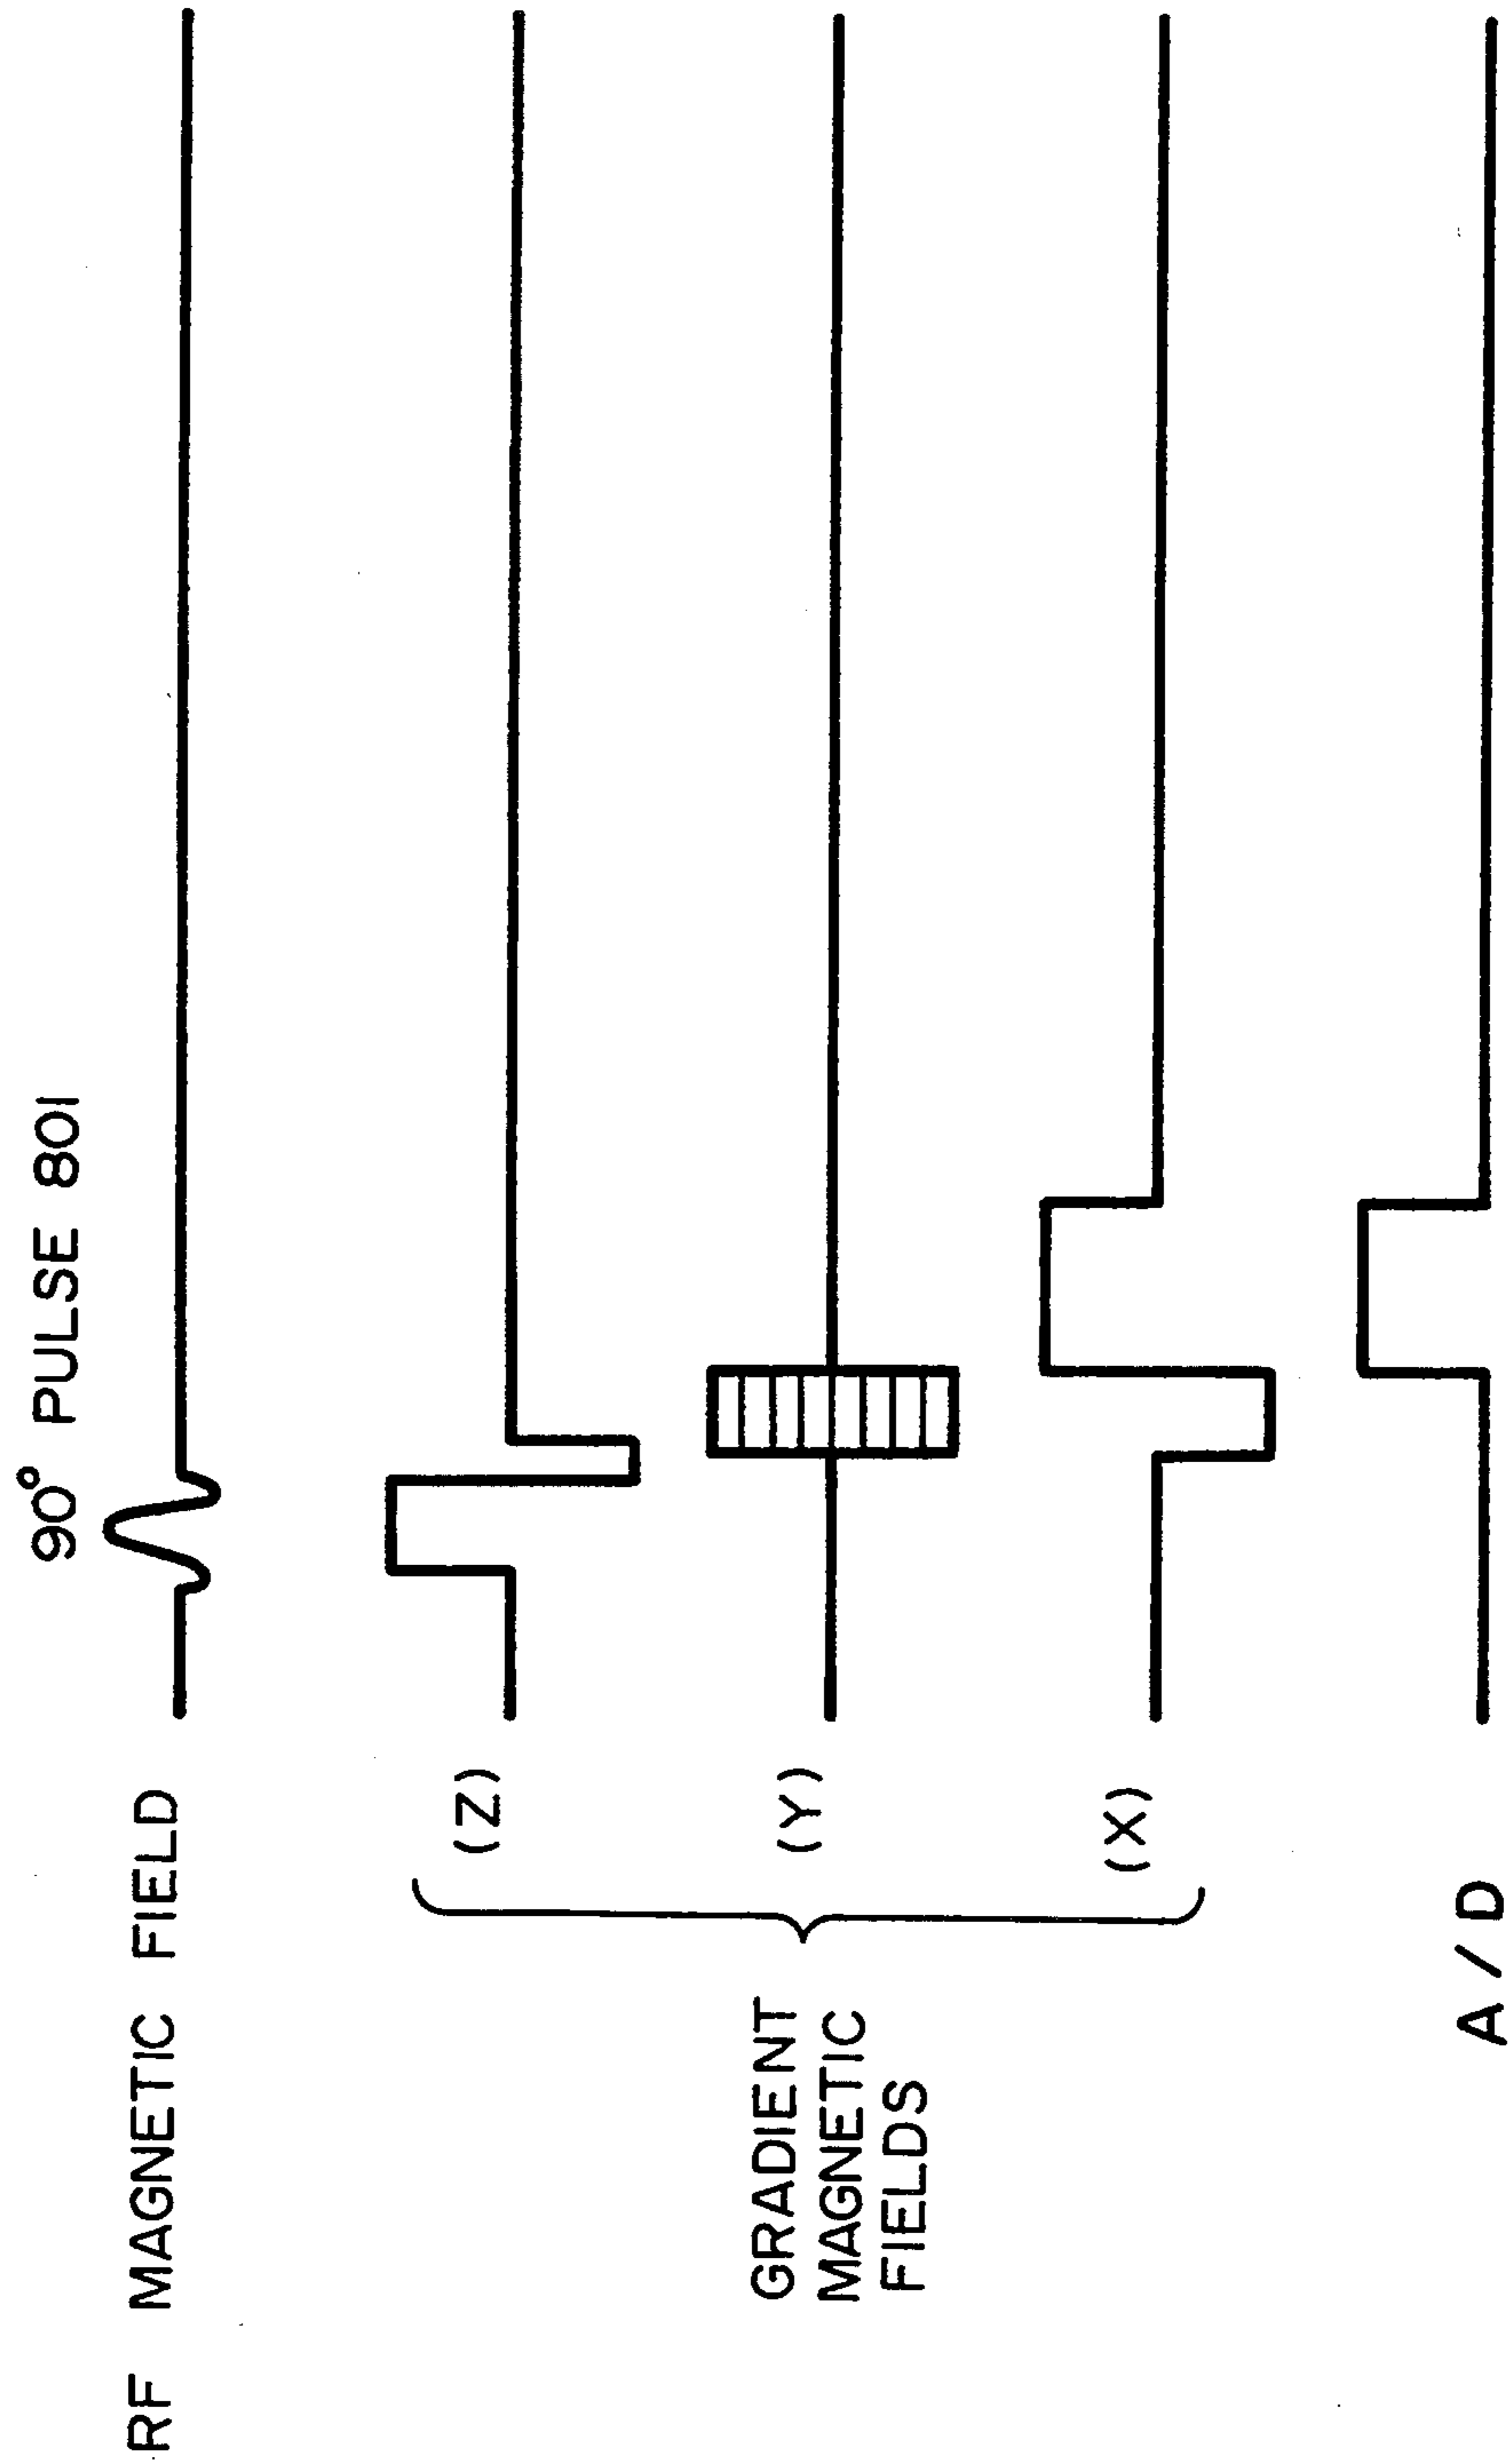 90° PULSE 801
RF MAGNETIC FIELD
(Z)
GRADIENT
MAGNETIC
FIELDS
(Y)
(X)
A/D